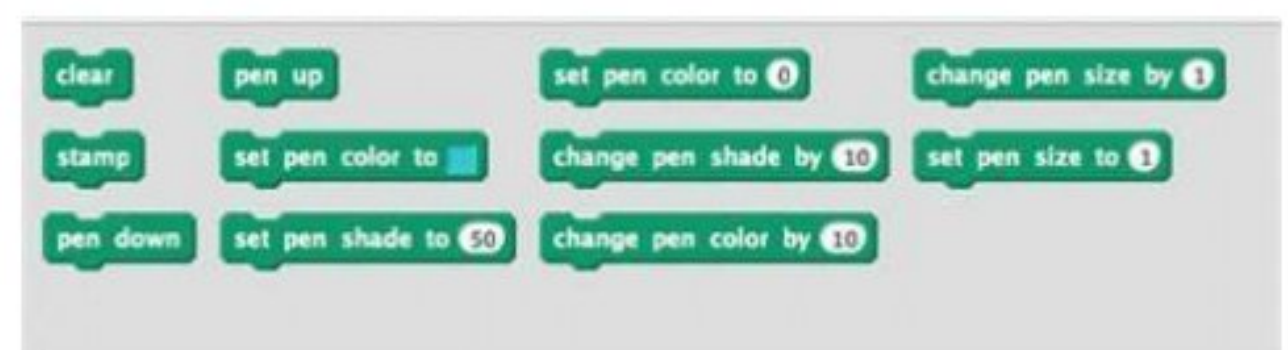 clear pen up set pen color to 0 change pen size by 1
stamp set pen color to change pen shade by 10 set pen size to 1
pen down set pen shade to 50 change pen color by 10